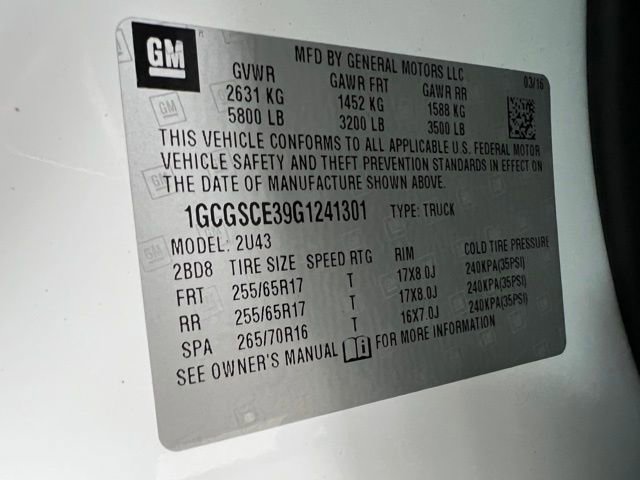 GM
MFD BY GENERAL MOTORS LLC
03/16
GVWR GAWR FRT GAWR RR
2631 KG 1452 KG 1588 KG
5800 LB 3200 LB 3500 LB
THIS VEHICLE CONFORMS TO ALL APPLICABLE U.S. FEDERAL MOTOR
VEHICLE SAFETY AND THEFT PREVENTION STANDARDS IN EFFECT ON
THE DATE OF MANUFACTURE SHOWN ABOVE.
1GCGSCE39G1241301 TYPE: TRUCK
MODEL: 2U43
2BD8 TIRE SIZE SPEED RTG RIM COLD TIRE PRESSURE
FRT 255/65R17 T 17X8.0J 240KPA(35PSI)
RR 255/65R17 T 17X8.0J 240KPA(35PSI)
SPA 265/70R16 T 16X7.0J 240KPA(35PSI)
SEE OWNER'S MANUAL FOR MORE INFORMATION